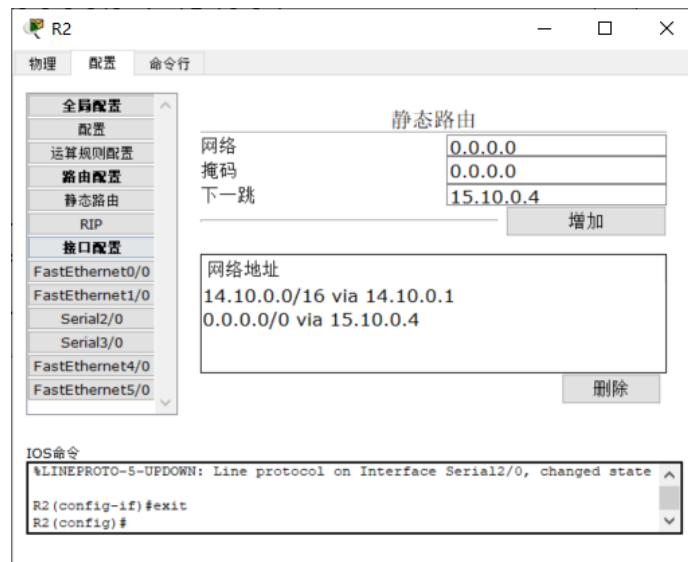 R2
物理 配置 命令行
全局配置
配置
运算规则配置
路由配置
静态路由
RIP
接口配置
FastEthernet0/0
FastEthernet1/0
Serial2/0
Serial3/0
FastEthernet4/0
FastEthernet5/0
静态路由
网络 0.0.0.0
掩码 0.0.0.0
下一跳 15.10.0.4
增加
网络地址
14.10.0.0/16 via 14.10.0.1
0.0.0.0/0 via 15.10.0.4
删除
IOS命令
%LINEPROTO-5-UPDOWN: Line protocol on Interface Serial2/0, changed state
R2(config-if)#exit
R2(config)#